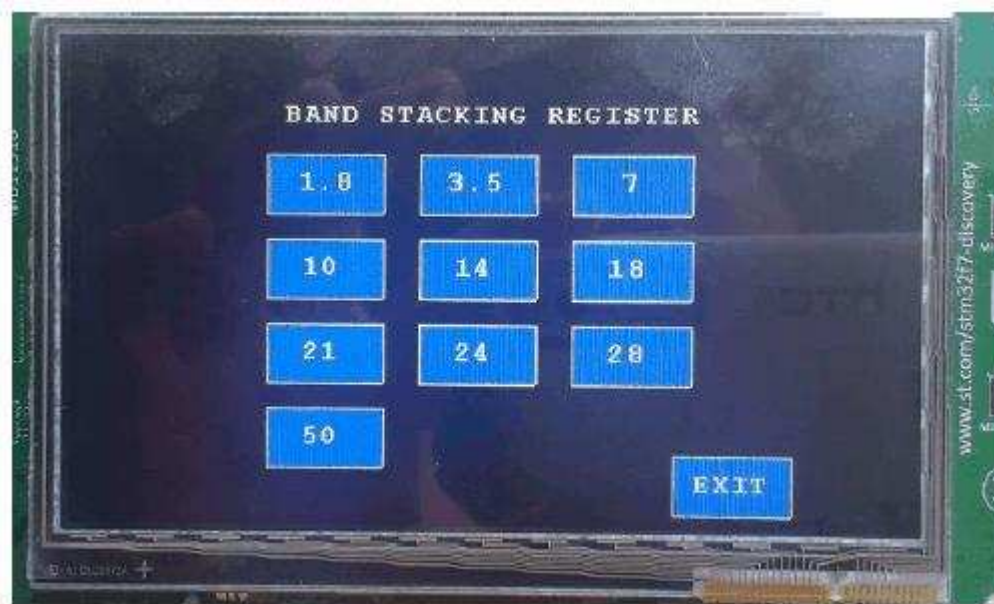 BAND STACKING REGISTER
1.8 3.5 7
10 14 18
21 24 28
50
EXIT
www.st.com/stm32f7-discovery